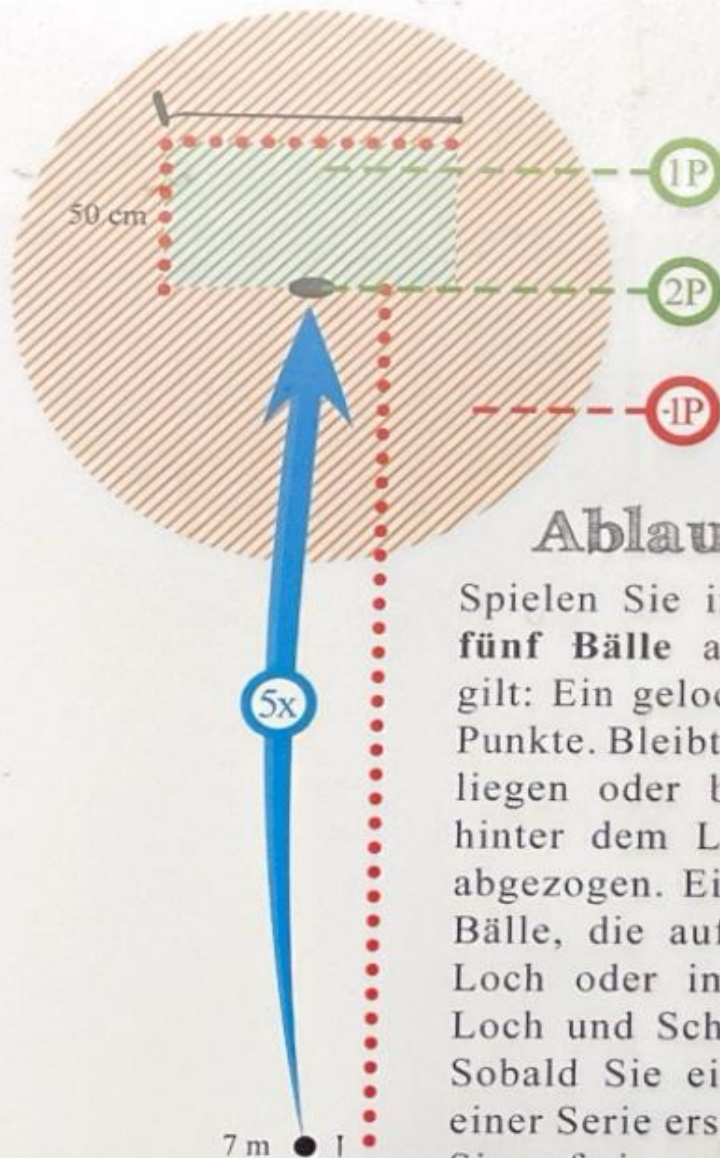 1P
50 cm
2P
-1P
Ablau
Spielen Sie i
fünf Bälle a
gilt: Ein geloc
5x
Punkte. Bleibt
liegen oder b
hinter dem L
abgezogen. Ei
Bälle, die auf
Loch oder in
Loch und Sch
Sobald Sie ei
einer Serie ers
7 m